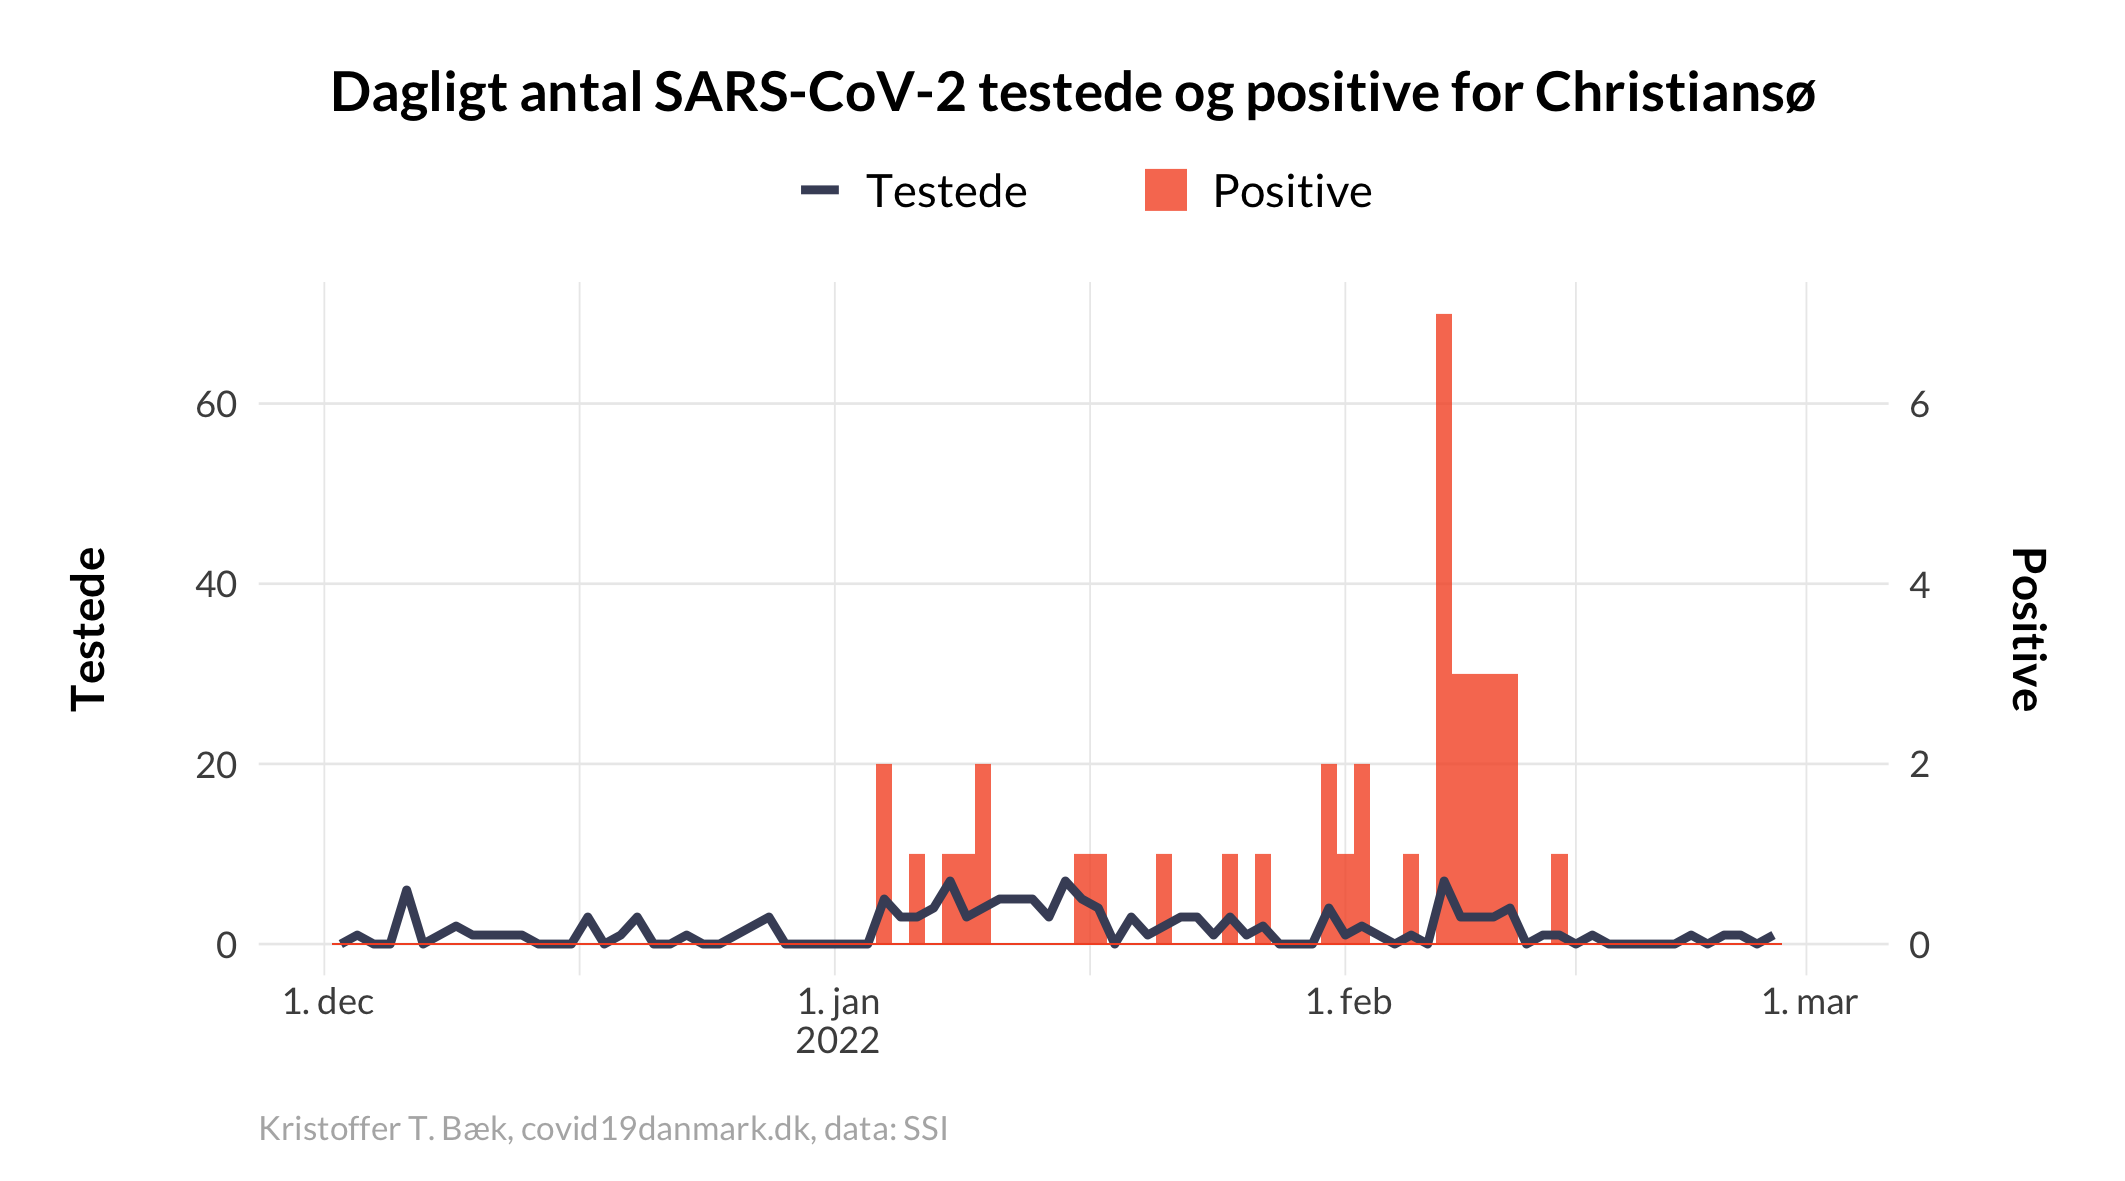 Dagligt antal SARS-CoV-2 testede og positive for Christiansø
Testede
Positive
60
40
20
0
Testede
6
4
2
0
Positive
1. dec
1. jan
2022
1. feb
1. mar
Kristoffer T. Bæk, covid19danmark.dk, data: SSI